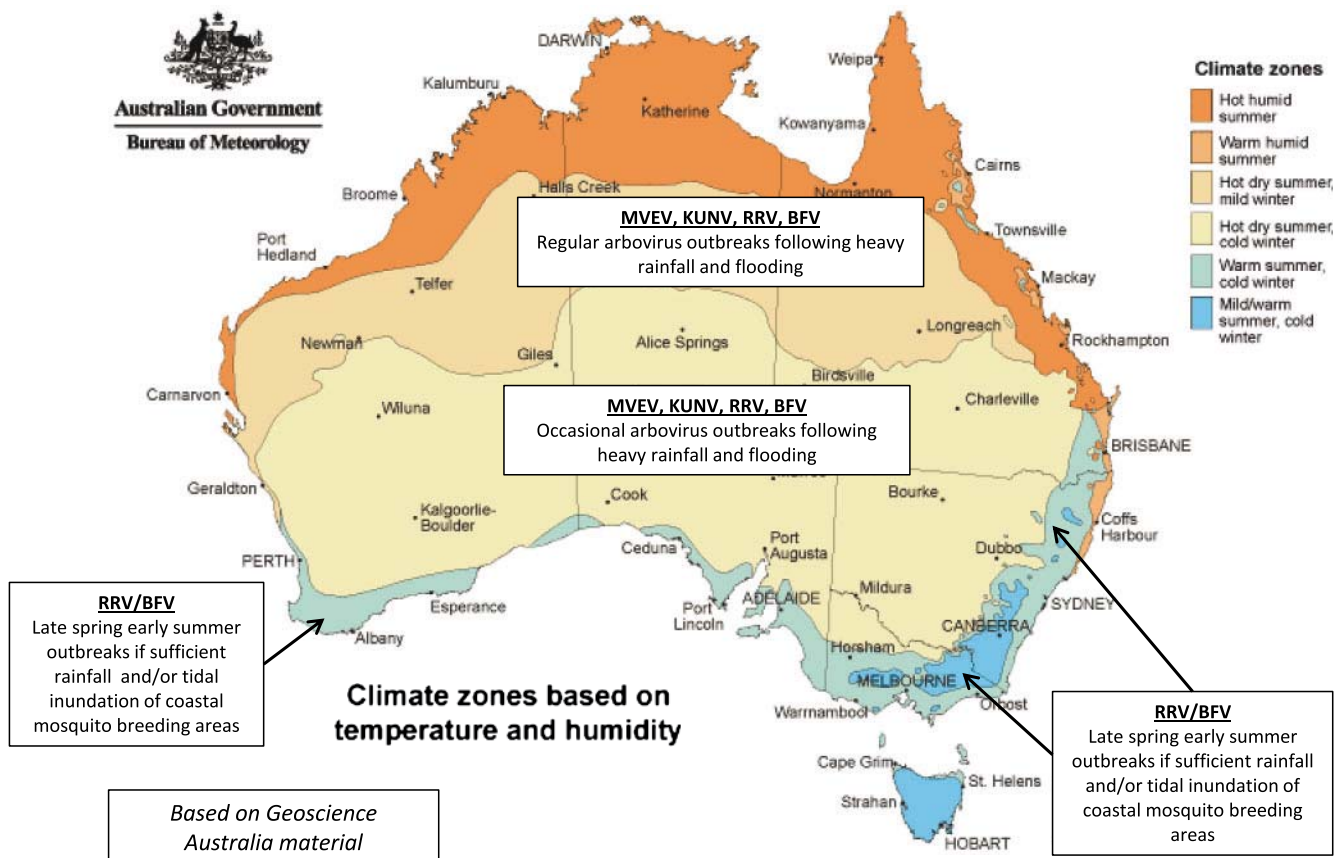 Australian Government
Bureau of Meteorology
DARWIN
Weipa
Kalumburu
Katherine
Kowanyama
Cairns
Broome
Halls Creek
Normanton
Townsville
Port
Hedland
Telfer
Mackay
MVEV, KUNV, RRV, BFV
Regular arbovirus outbreaks following heavy
rainfall and flooding
Climate zones
Hot humid
summer
Warm humid
summer
Hot dry summer,
mild winter
Hot dry summer,
cold winter
Warm summer,
cold winter
Mild/warm
summer, cold
winter
Newman
Giles
Alice Springs
Longreach
Rockhampton
Carnarvon
Wiluna
Birdsville
Charleville
MVEV, KUNV, RRV, BFV
Occasional arbovirus outbreaks following
heavy rainfall and flooding
BRISBANE
Geraldton
Kalgoorlie-
Boulder
Cook
Bourke
Coffs
Harbour
PERTH
Ceduna
Port
Augusta
Dubbo
Esperance
Albany
Port
Lincoln
ADELAIDE
Mildura
SYDNEY
CANBERRA
Horsham
MELBOURNE
Warrnambool
Orbost
RRV/BFV
Late spring early summer
outbreaks if sufficient
rainfall and/or tidal
inundation of coastal
mosquito breeding areas
Climate zones based on
temperature and humidity
Cape Grim
St. Helens
Strahan
HOBART
RRV/BFV
Late spring early summer
outbreaks if sufficient rainfall
and/or tidal inundation of
coastal mosquito breeding
areas
Based on Geoscience
Australia material